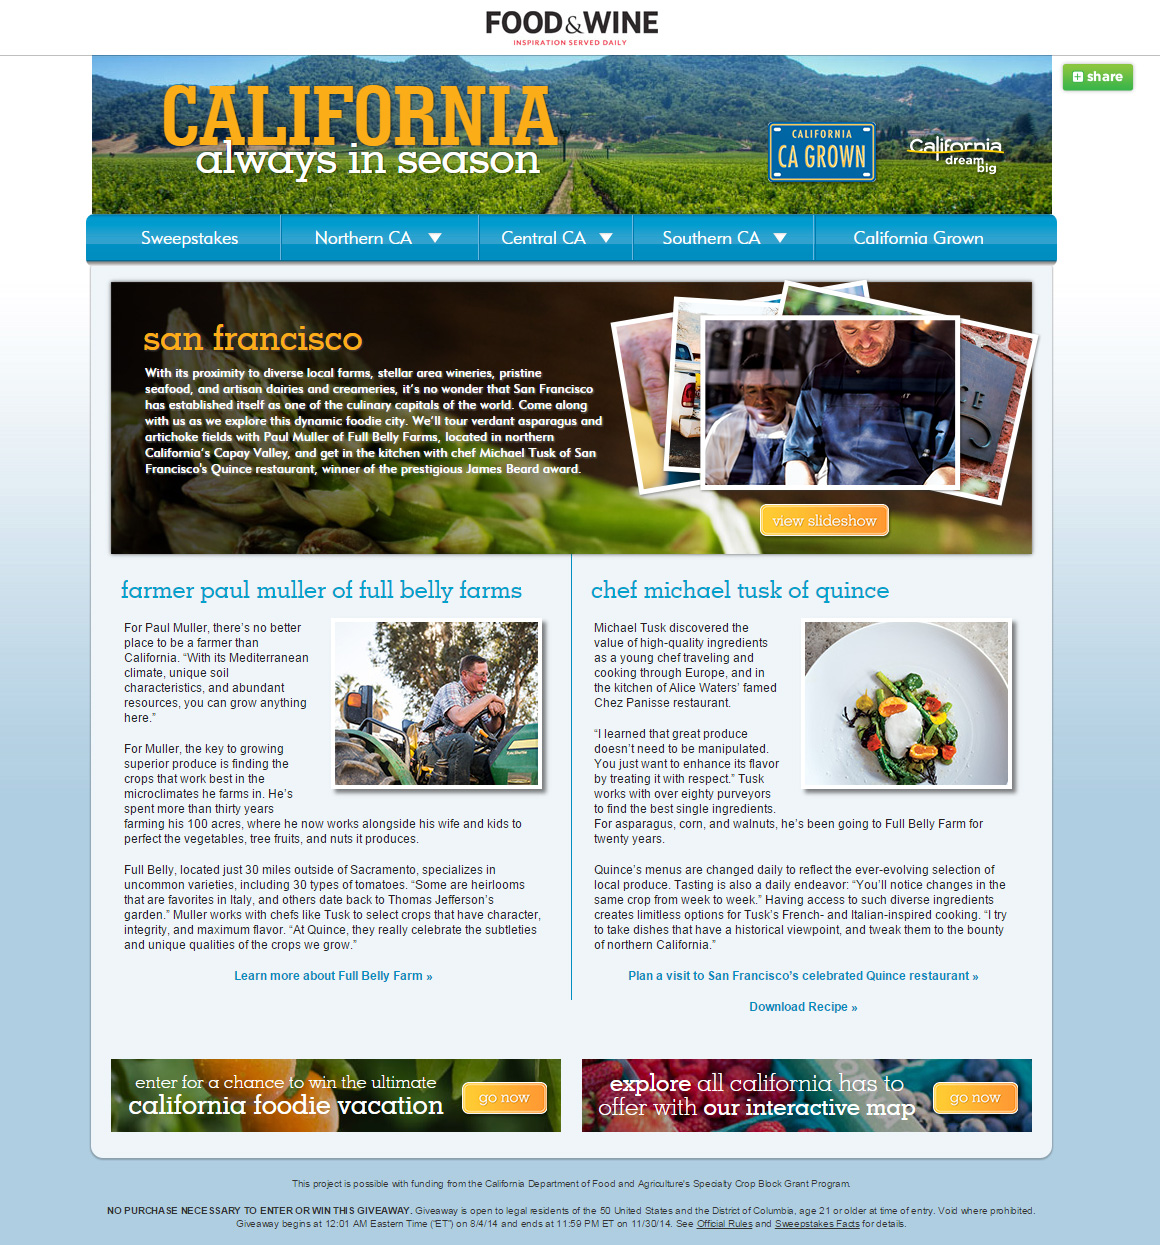 FOOD&WINE
INSPIRATION SERVED DAILY
share
CALIFORNIA
always in season
CALIFORNIA
CA GROWN
California
dream
big
Sweepstakes
Northern CA
Central CA
Southern CA
California Grown
san francisco
With its proximity to diverse local farms, stellar area wineries, pristine
seafood, and artisan dairies and creameries, it's no wonder that San Francisco
has established itself as one of the culinary capitals of the world. Come along
with us as we explore this dynamic foodie city. We'll tour verdant asparagus and
artichoke fields with Paul Muller of Full Belly Farms, located in northern
California's Capay Valley, and get in the kitchen with chef Michael Tusk of San
Francisco's Quince restaurant, winner of the prestigious James Beard award.
view slideshow
farmer paul muller of full belly farms
For Paul Muller, there's no better
place to be a farmer than
California. “With its Mediterranean
climate, unique soil
characteristics, and abundant
resources, you can grow anything
here.”
For Muller, the key to growing
superior produce is finding the
crops that work best in the
microclimates he farms in. He's
spent more than thirty years
farming his 100 acres, where he now works alongside his wife and kids to
perfect the vegetables, tree fruits, and nuts it produces.
Full Belly, located just 30 miles outside of Sacramento, specializes in
uncommon varieties, including 30 types of tomatoes. “Some are heirlooms
that are favorites in Italy, and others date back to Thomas Jefferson's
garden.” Muller works with chefs like Tusk to select crops that have character,
integrity, and maximum flavor. “At Quince, they really celebrate the subtleties
and unique qualities of the crops we grow.”
Learn more about Full Belly Farm »
chef michael tusk of quince
Michael Tusk discovered the
value of high-quality ingredients
as a young chef traveling and
cooking through Europe, and in
the kitchen of Alice Waters' famed
Chez Panisse restaurant.
“I learned that great produce
doesn't need to be manipulated.
You just want to enhance its flavor
by treating it with respect.” Tusk
works with over eighty purveyors
to find the best single ingredients.
For asparagus, corn, and walnuts, he's been going to Full Belly Farm for
twenty years.
Quince's menus are changed daily to reflect the ever-evolving selection of
local produce. Tasting is also a daily endeavor: “You'll notice changes in the
same crop from week to week.” Having access to such diverse ingredients
creates limitless options for Tusk's French- and Italian-inspired cooking. “I try
to take dishes that have a historical viewpoint, and tweak them to the bounty
of northern California.”
Plan a visit to San Francisco's celebrated Quince restaurant »
Download Recipe »
enter for a chance to win the ultimate
california foodie vacation
go now
explore all california has to
offer with our interactive map
go now
This project is possible with funding from the California Department of Food and Agriculture's Specialty Crop Block Grant Program.
NO PURCHASE NECESSARY TO ENTER OR WIN THIS GIVEAWAY. Giveaway is open to legal residents of the 50 United States and the District of Columbia, age 21 or older at time of entry. Void where prohibited.
Giveaway begins at 12:01 AM Eastern Time (“ET”) on 8/4/14 and ends at 11:59 PM ET on 11/30/14. See Official Rules and Sweepstakes Facts for details.